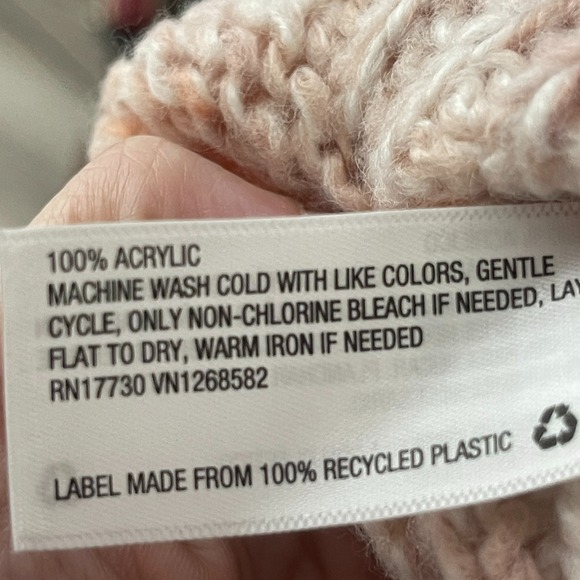 100% ACRYLIC
MACHINE WASH COLD WITH LIKE COLORS, GENTLE
CYCLE, ONLY NON-CHLORINE BLEACH IF NEEDED, LAY
FLAT TO DRY, WARM IRON IF NEEDED
RN17730 VN1268582
LABEL MADE FROM 100% RECYCLED PLASTIC